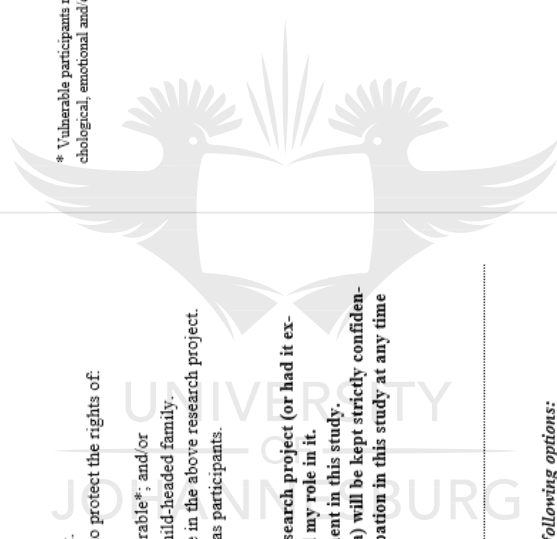 * Vulnerable participants
chological, emotional and/
o protect the rights of:
rable*; and/or
ild-headed family.
e in the above research project.
as participants.
search project (or had it ex-
my role in it.
ent in this study.
) will be kept strictly confiden-
pation in this study at any time
following options:
UNIVERSITY
OF
JOHANNESBURG